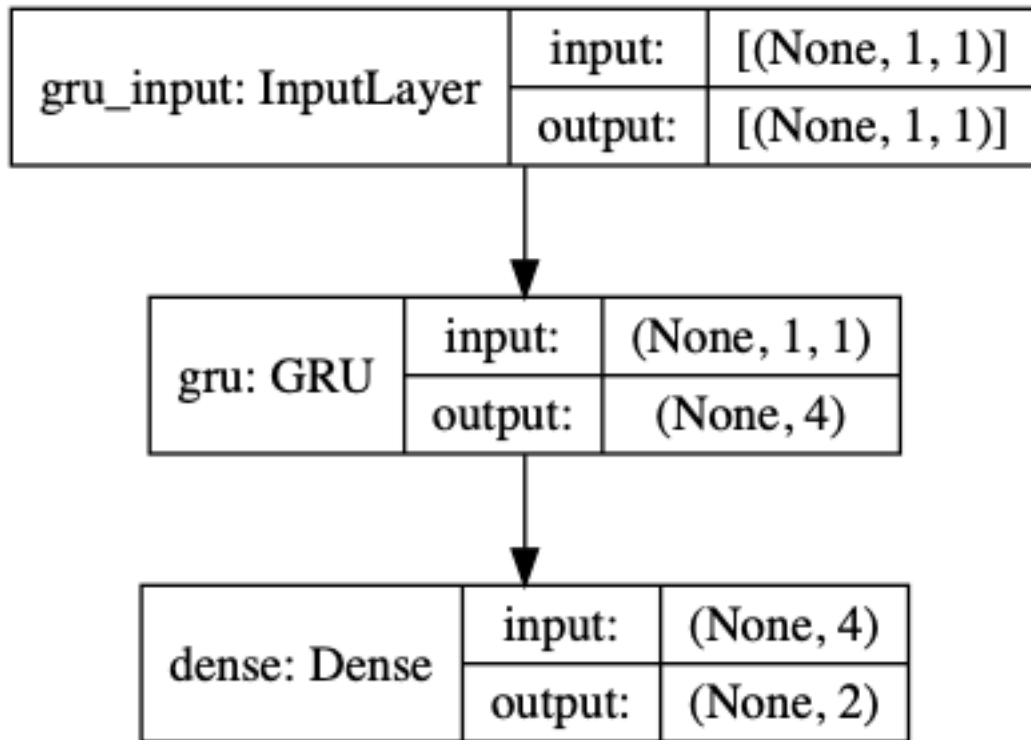 gru_input: InputLayer
input:
[(None, 1, 1)]
output:
[(None, 1, 1)]
gru: GRU
input:
(None, 1, 1)
output:
(None, 4)
dense: Dense
input:
(None, 4)
output:
(None, 2)